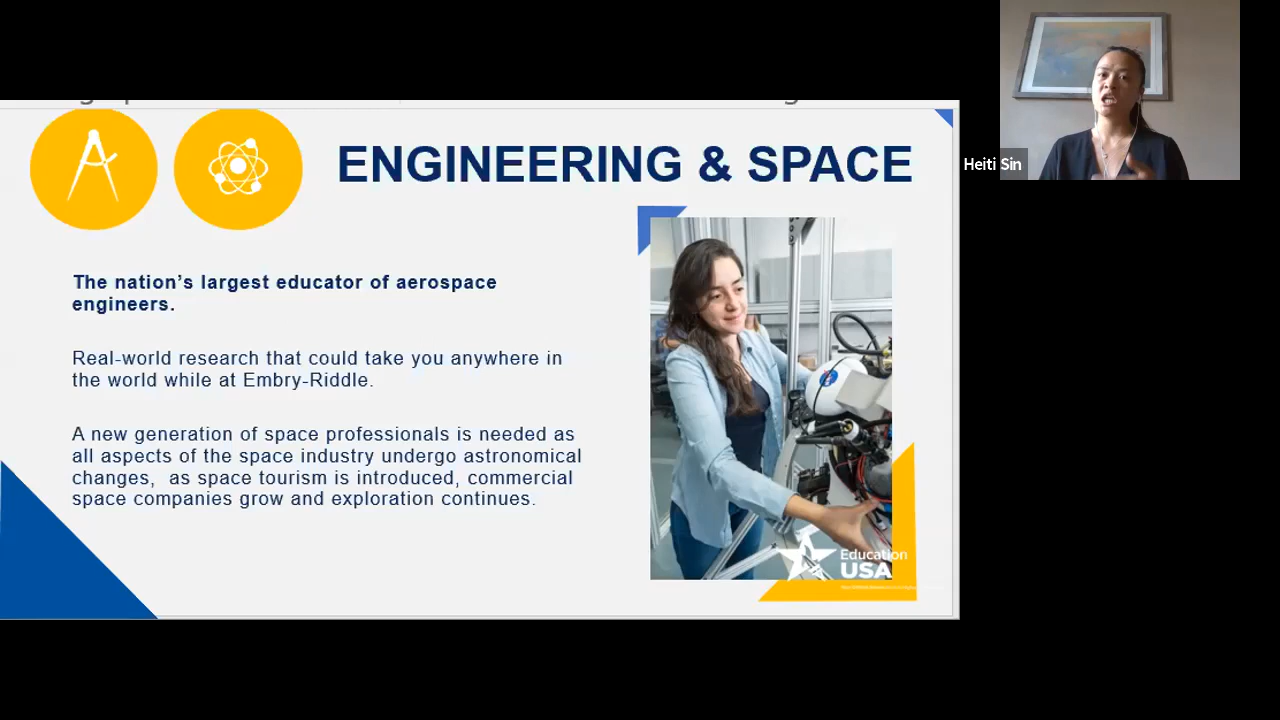 ENGINEERING & SPACE
Heiti Sin
The nation's largest educator of aerospace
engineers.
Real-world research that could take you anywhere in
the world while at Embry-Riddle.
A new generation of space professionals is needed as
all aspects of the space industry undergo astronomical
changes,  as space tourism is introduced, commercial
space companies grow and exploration continues.
Education
USA